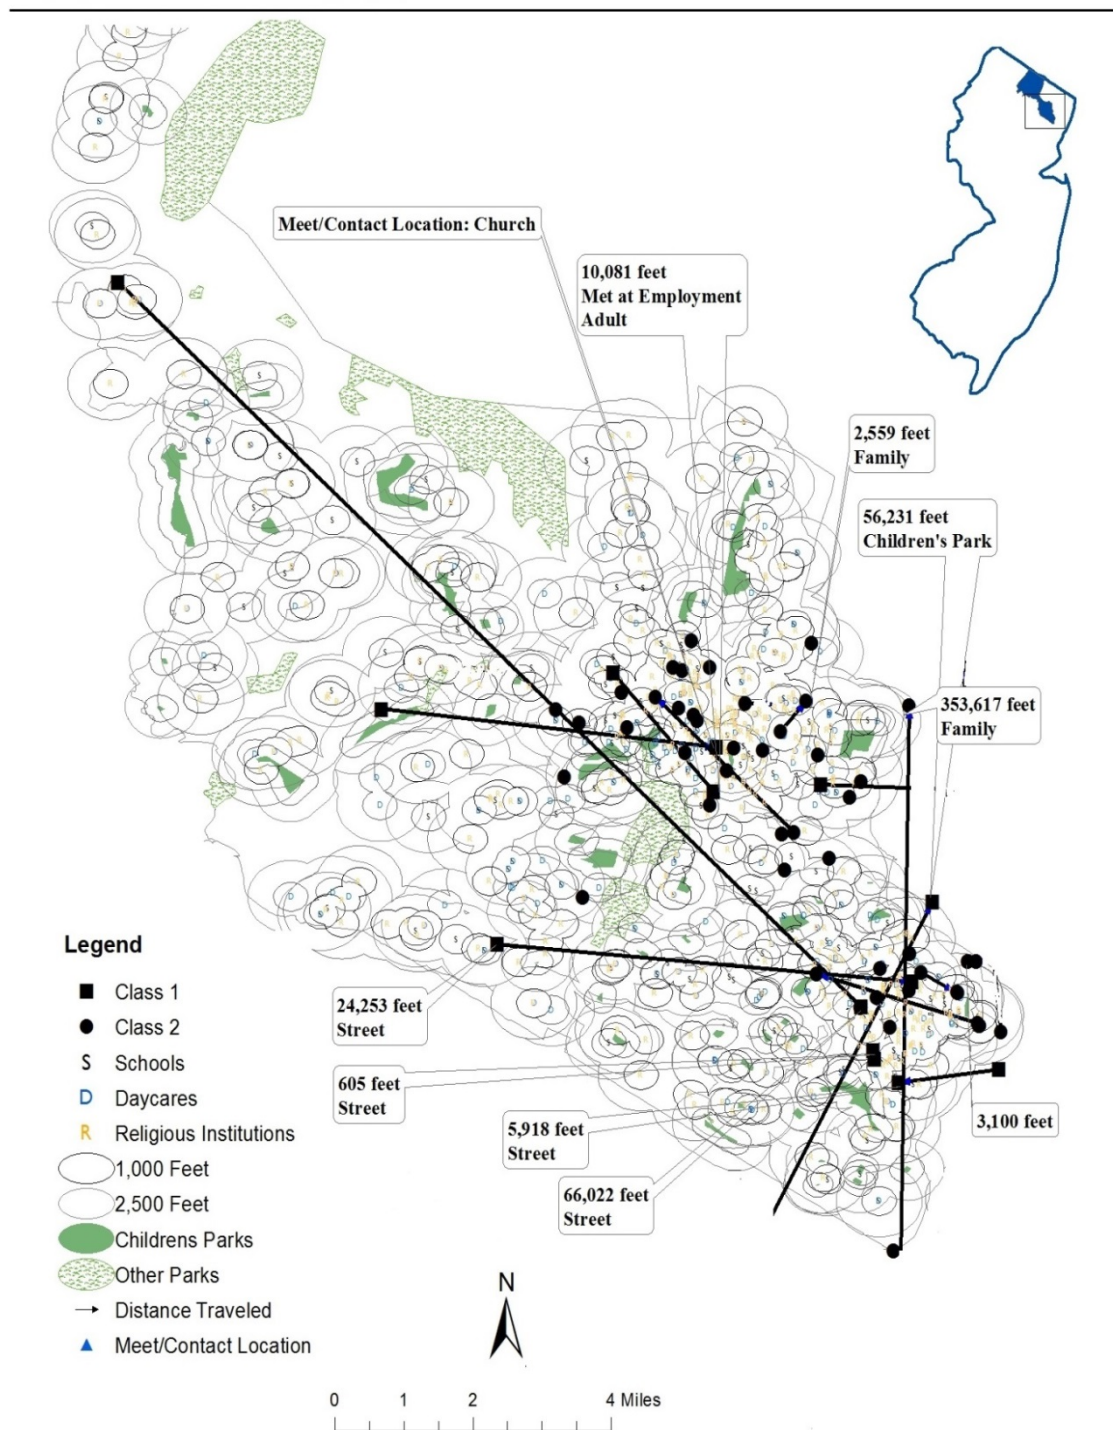 Meet/Contact Location: Church
10,081 feet
Met at Employment
Adult
2,559 feet
Family
56,231 feet
Children's Park
353,617 feet
Family
24,253 feet
Street
605 feet
Street
5,918 feet
Street
66,022 feet
Street
3,100 feet
Legend
Class 1
Class 2
S Schools
D Daycares
R Religious Institutions
1,000 Feet
2,500 Feet
Childrens Parks
Other Parks
Distance Traveled
Meet/Contact Location
N
0 1 2 4 Miles